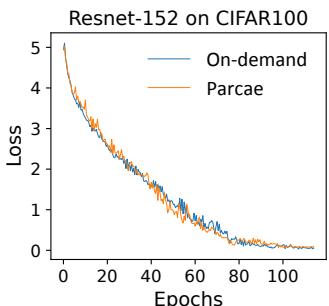 Resnet-152 on CIFAR100
5
4
3
2
1
0
Loss
On-demand
Parcae
0 20 40 60 80 100
Epochs